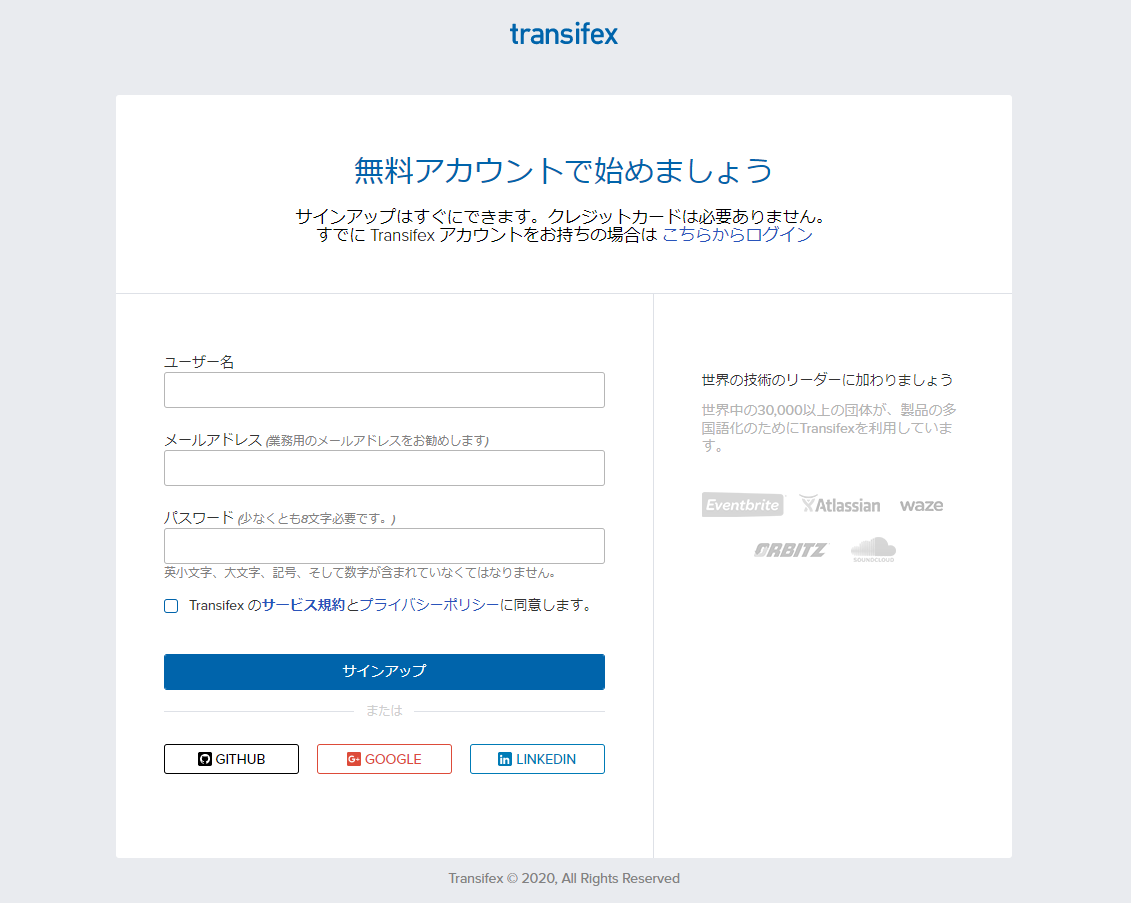 transifex
無料アカウントで始めましょう
サインアップはすぐにできます。クレジットカードは必要ありません。
すでに Transifex アカウントをお持ちの場合は こちらからログイン
ユーザー名
メールアドレス (業務用のメールアドレスをお勧めします)
パスワード (少なくとも8文字必要です。)
英小文字、大文字、記号、そして数字が含まれていなくてはなりません。
Transifex のサービス規約とプライバシーポリシーに同意します。
サインアップ
または
GITHUB
G+ GOOGLE
in LINKEDIN
世界の技術のリーダーに加わりましょう
世界中の30,000以上の団体が、製品の多
国語化のためにTransifexを利用していま
す。
Eventbrite Atlassian waze
ORBITZ SOUNDCLOUD
Transifex © 2020, All Rights Reserved